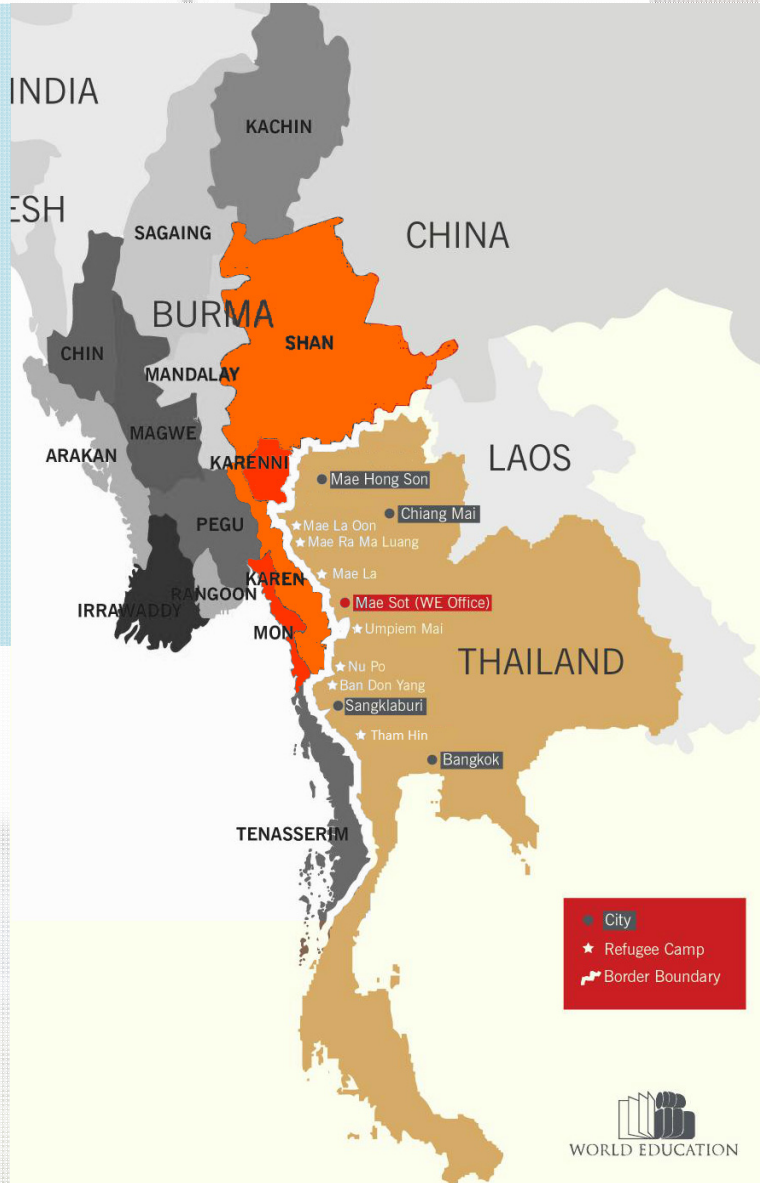 INDIA
KACHIN
ESH
SAGAING
CHINA
BURMA
SHAN
CHIN
MANDALAY
MAGWE
ARAKAN
KARENNI
LAOS
Mae Hong Son
Chiang Mai
PEGU
Mae La Oon
Mae Ra Ma Luang
Mae La
KAREN
RANGOON
IRRAWADDY
Mae Sot (WE Office)
MON
Umpiem Mai
THAILAND
Nu Po
Ban Don Yang
Sangklaburi
Tham Hin
Bangkok
TENASSERIM
City
Refugee Camp
Border Boundary
WORLD EDUCATION